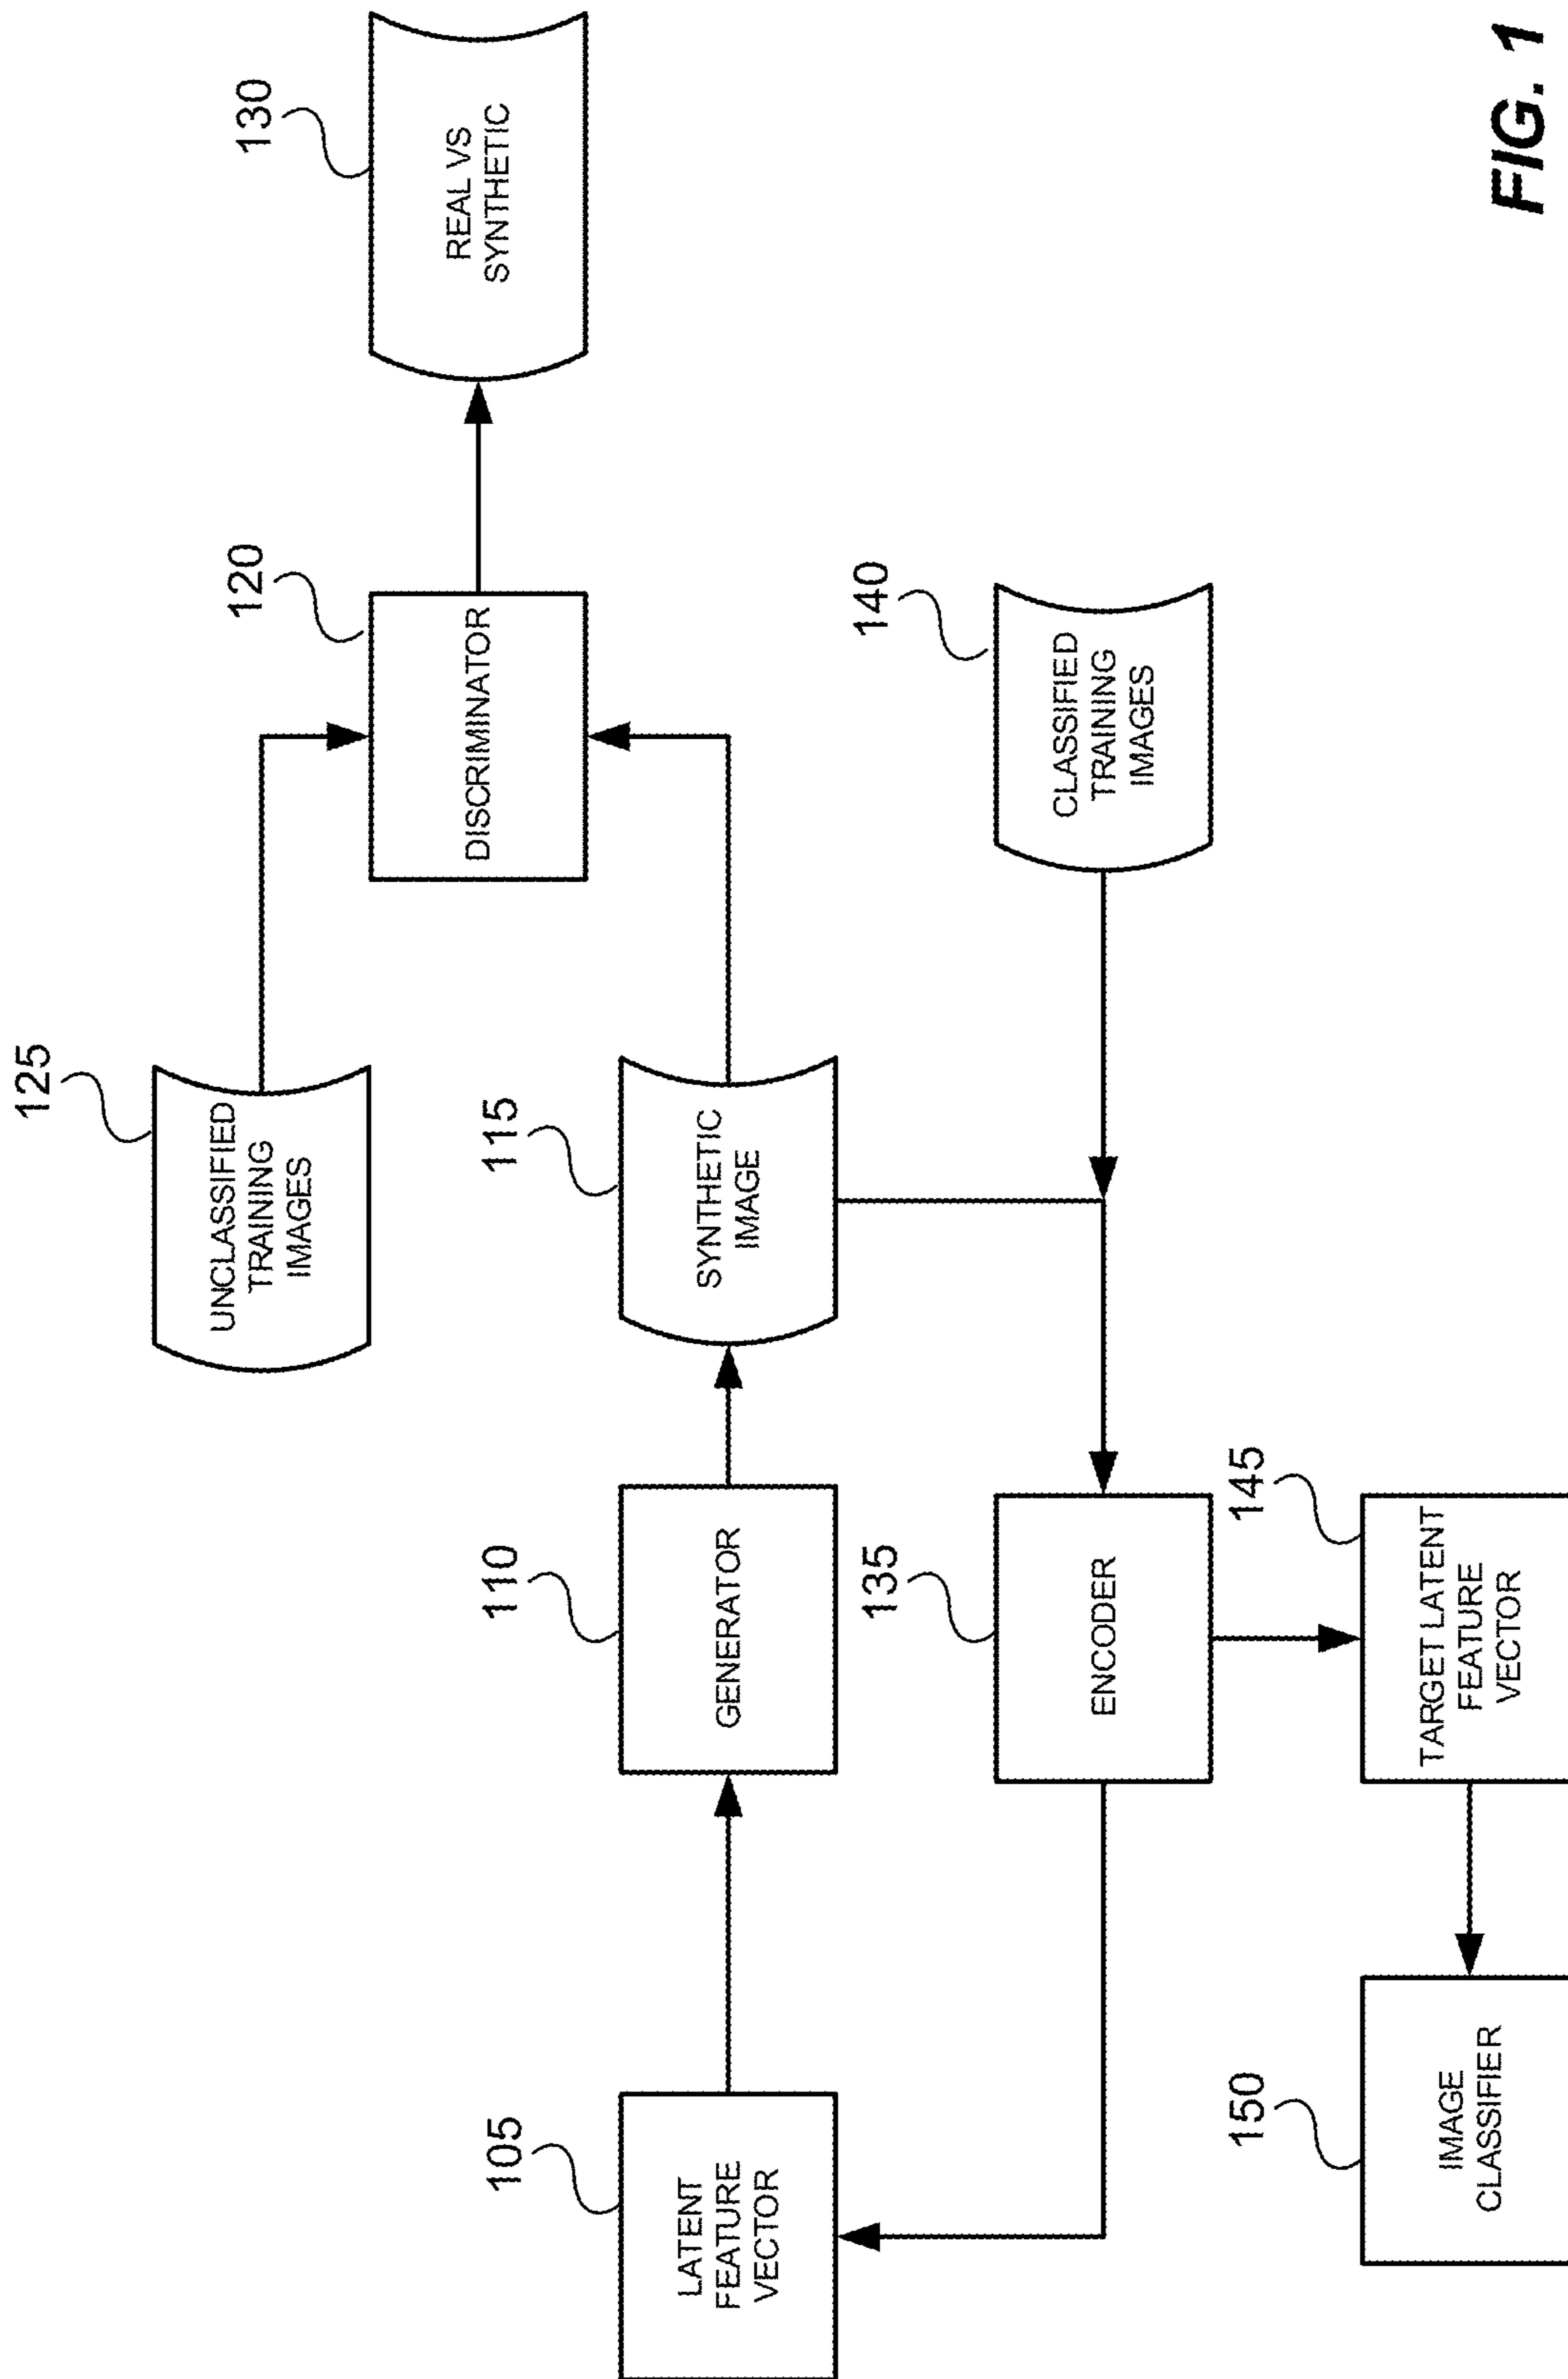 125
UNCLASSIFIED
TRAINING
IMAGES
120
DISCRIMINATOR
130
REAL VS
SYNTHETIC
105
LATENT
FEATURE
VECTOR
110
GENERATOR
115
SYNTHETIC
IMAGE
135
ENCODER
140
CLASSIFIED
TRAINING
IMAGES
150
IMAGE
CLASSIFIER
145
TARGET LATENT
FEATURE
VECTOR
FIG. 1